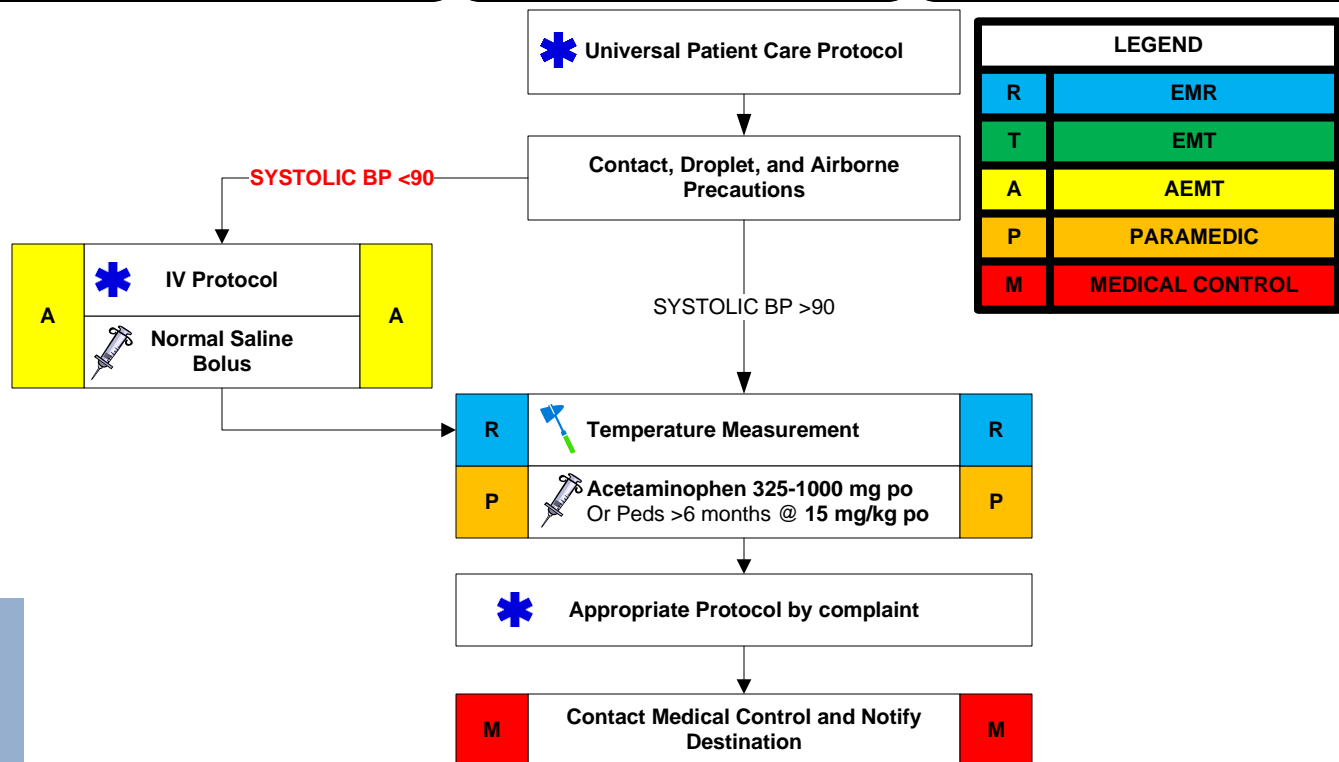 Universal Patient Care Protocol
LEGEND
R EMR
T EMT
A AEMT
P PARAMEDIC
M MEDICAL CONTROL
Contact, Droplet, and Airborne
Precautions
SYSTOLIC BP <90
SYSTOLIC BP >90
A
IV Protocol
Normal Saline
Bolus
A
R
Temperature Measurement
R
P
Acetaminophen 325-1000 mg po
Or Peds >6 months @ 15 mg/kg po
P
Appropriate Protocol by complaint
M
Contact Medical Control and Notify
Destination
M